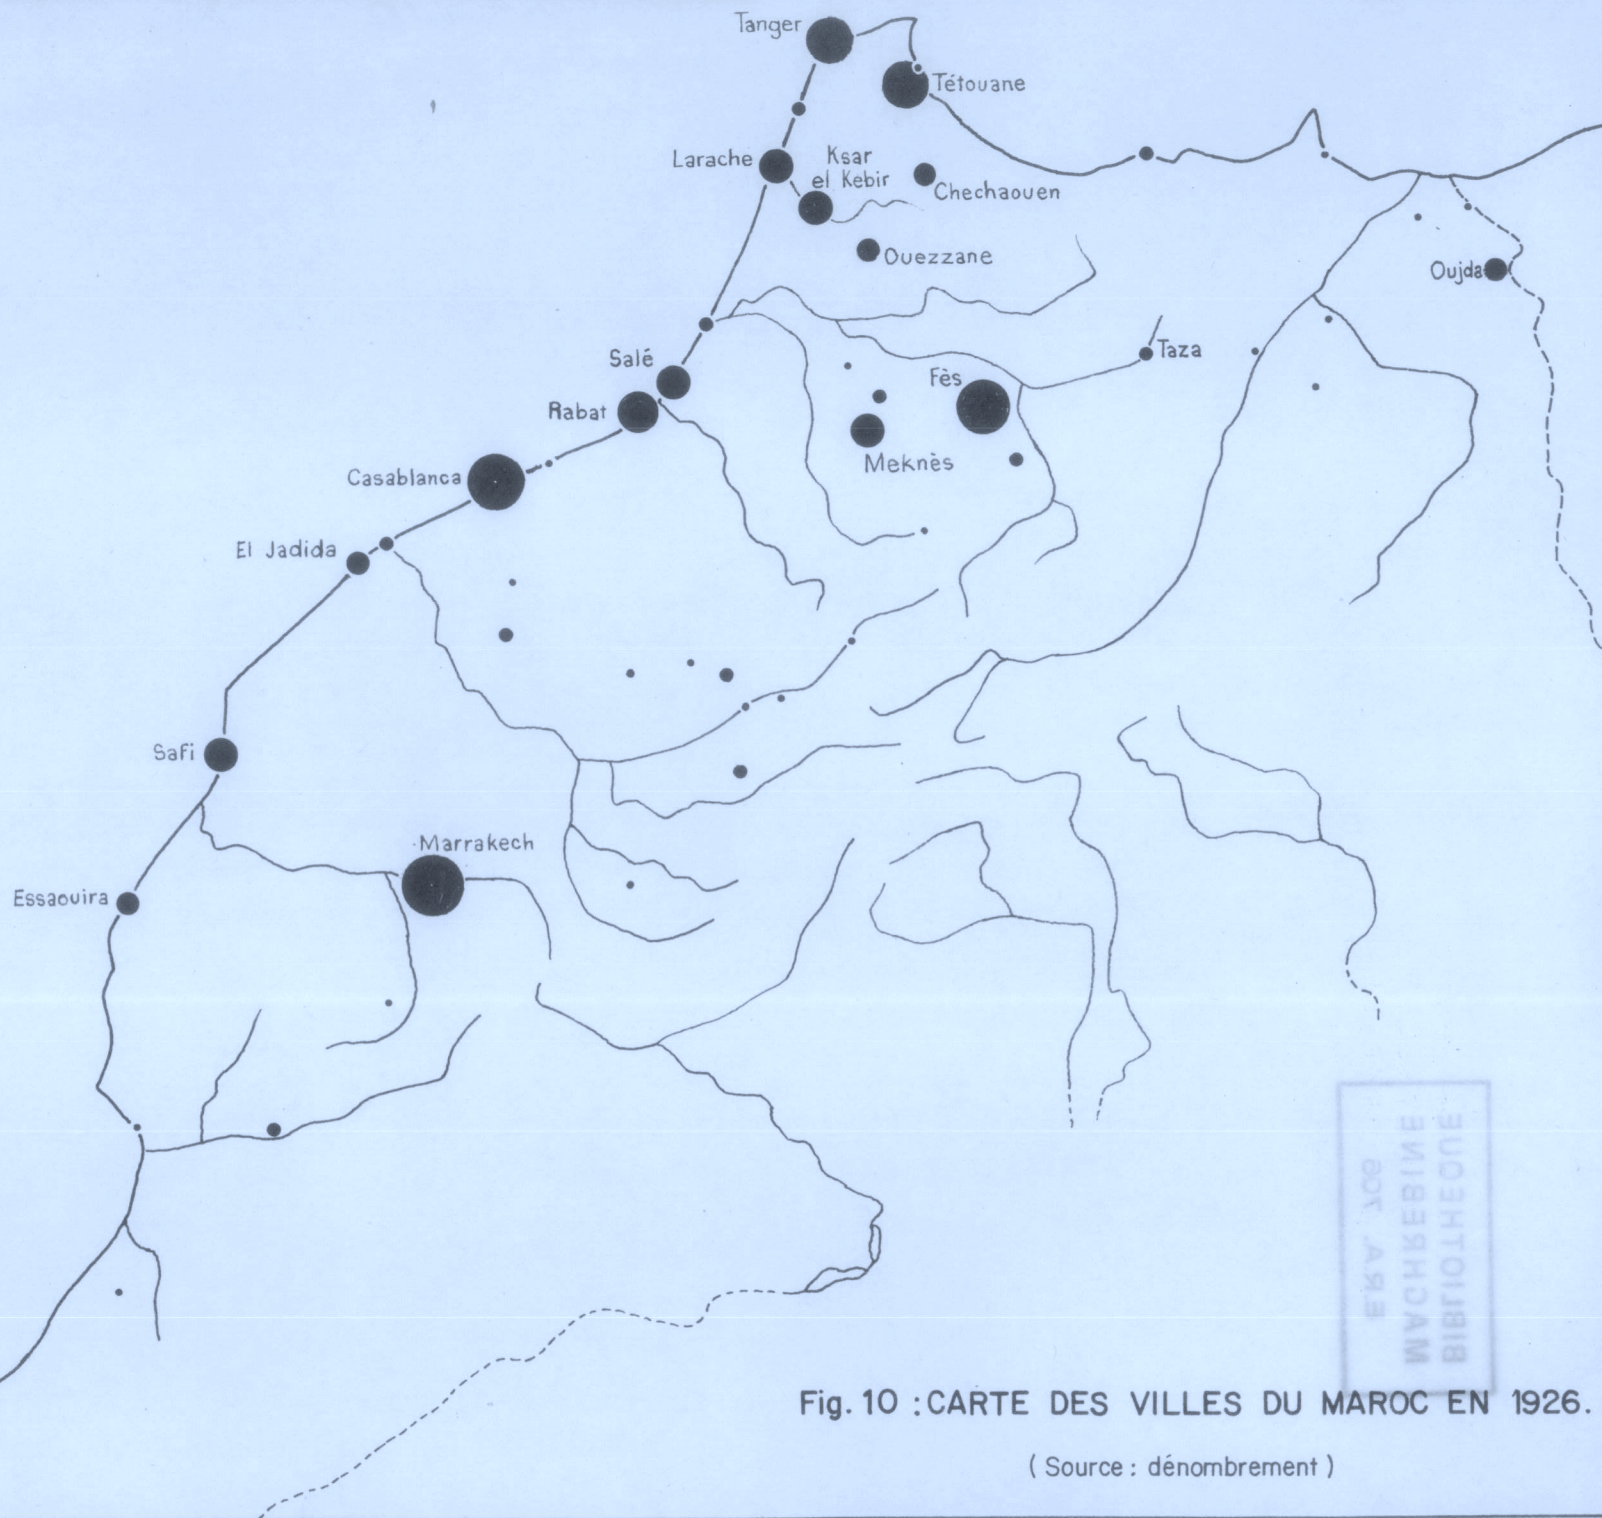 Tanger
Tétouane
Larache
Ksar
el Kebir
Chechaouen
Ouezzane
Oujda
Salé
Taza
Fès
Rabat
Meknès
Casablanca
El Jadida
Safi
Marrakech
Essaouira
BIBLIOTHEQUE
MAGHREBINE
E.R.A. 706
Fig. 10 : CARTE DES VILLES DU MAROC EN 1926.
( Source : dénombrement )